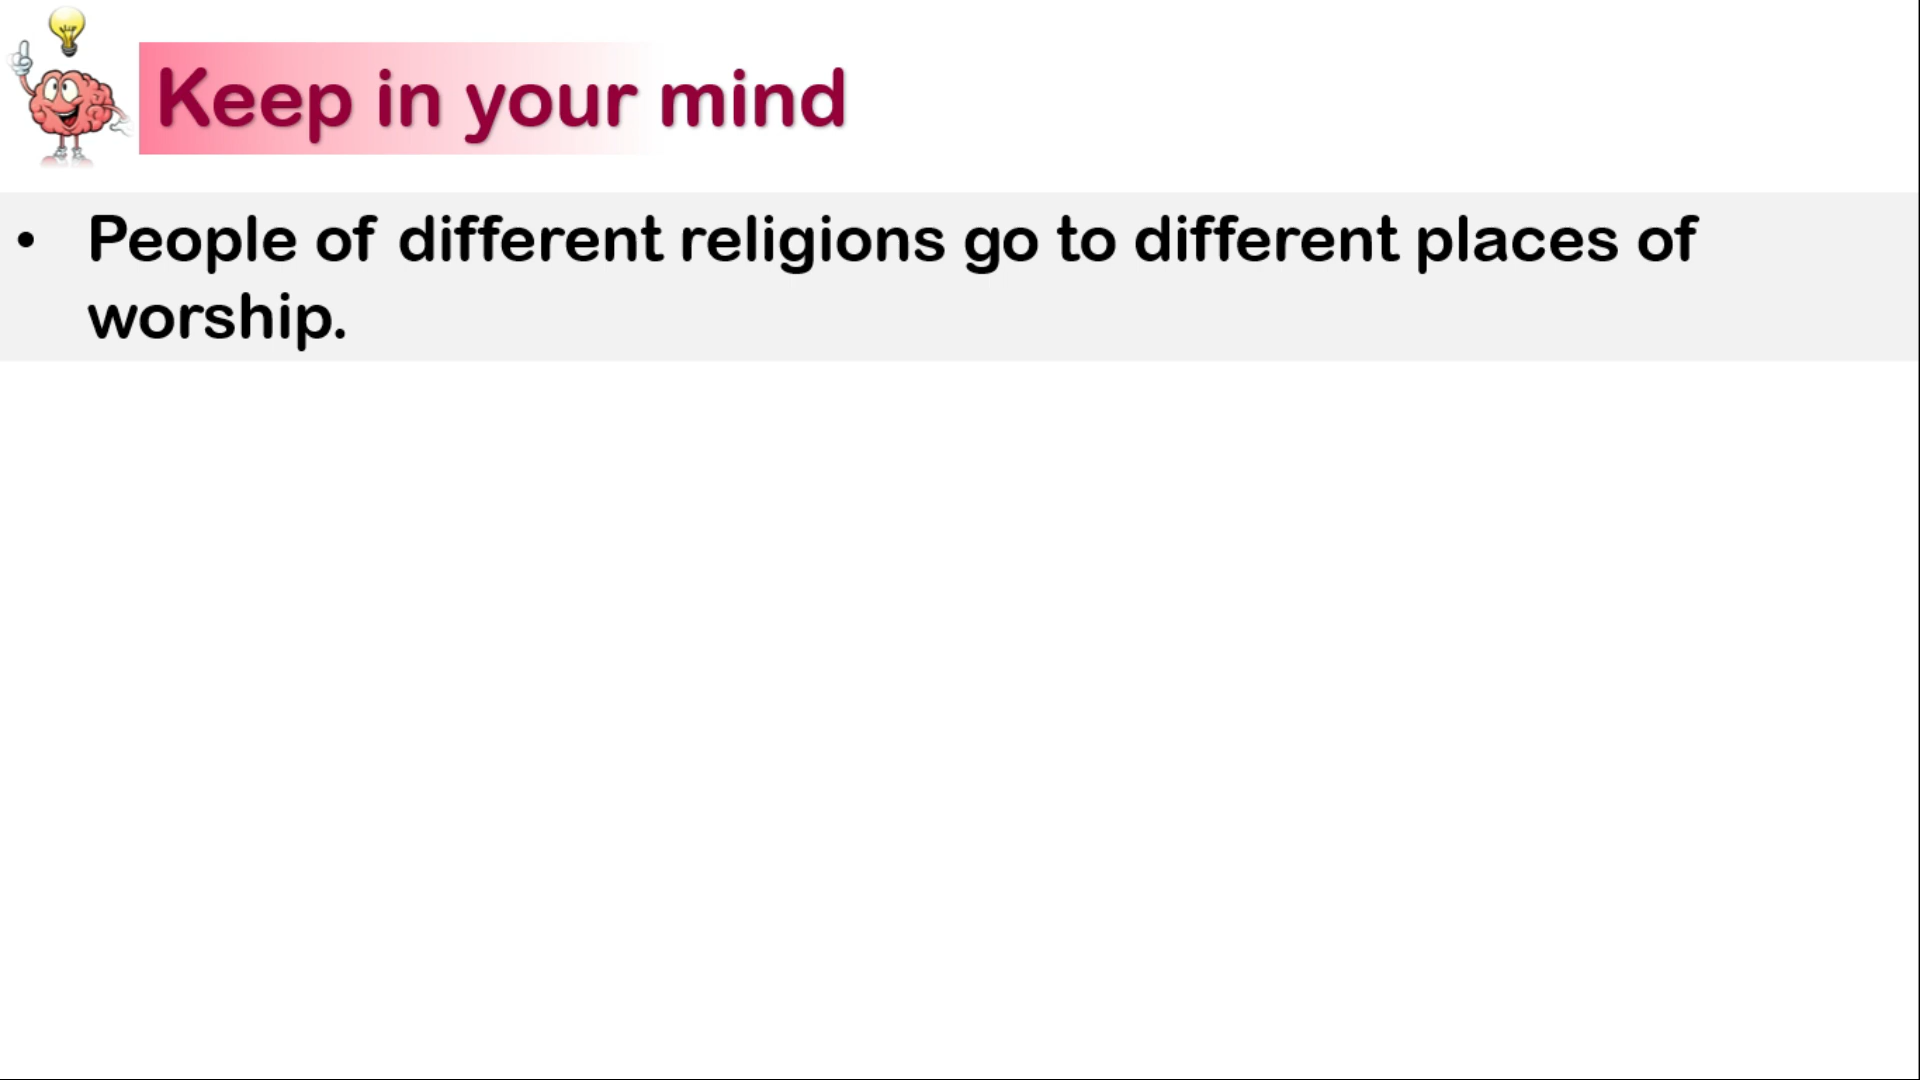 Keep in your mind
• People of different religions go to different places of
worship.